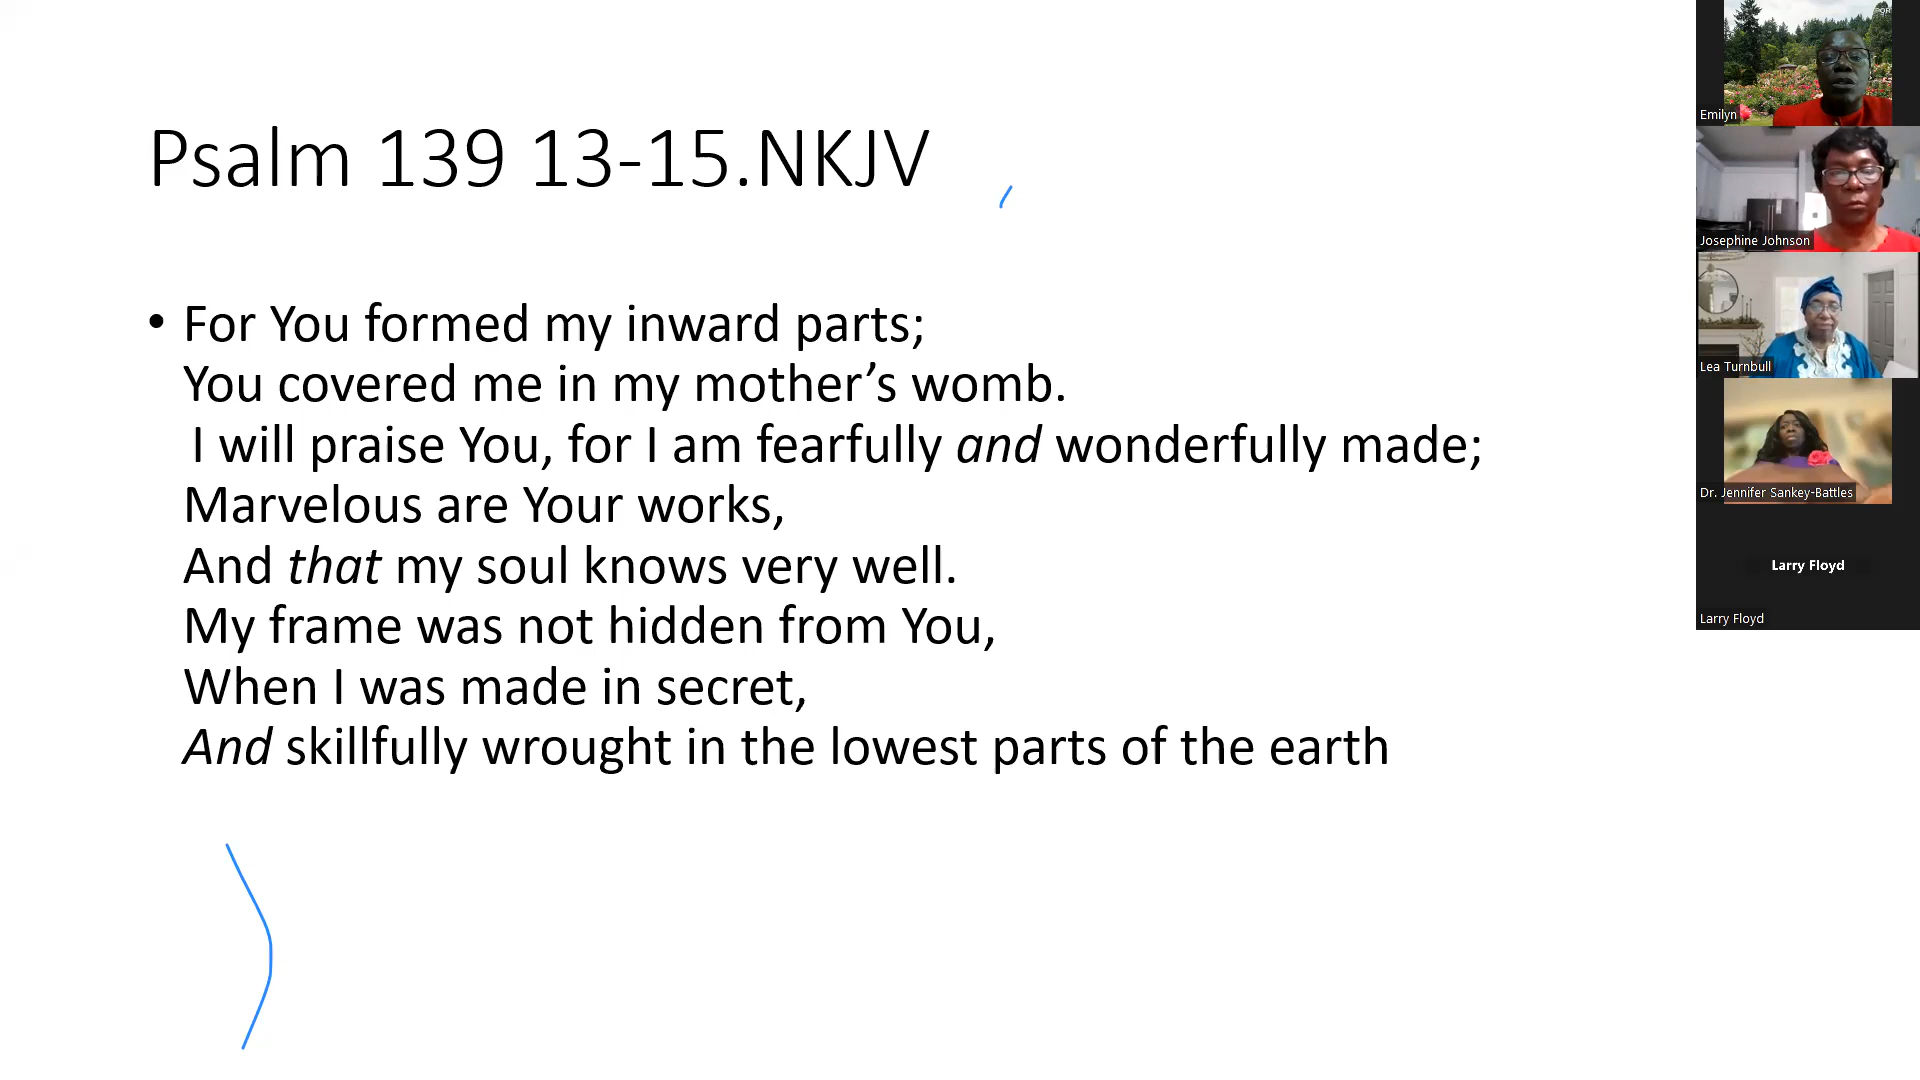 Psalm 139 13-15.NKJV
• For You formed my inward parts;
You covered me in my mother’s womb.
I will praise You, for I am fearfully and wonderfully made;
Marvelous are Your works,
And that my soul knows very well.
My frame was not hidden from You,
When I was made in secret,
And skillfully wrought in the lowest parts of the earth
Emilyn
Josephine Johnson
Lea Turnbull
Dr. Jennifer Sankey-Battles
Larry Floyd
Larry Floyd